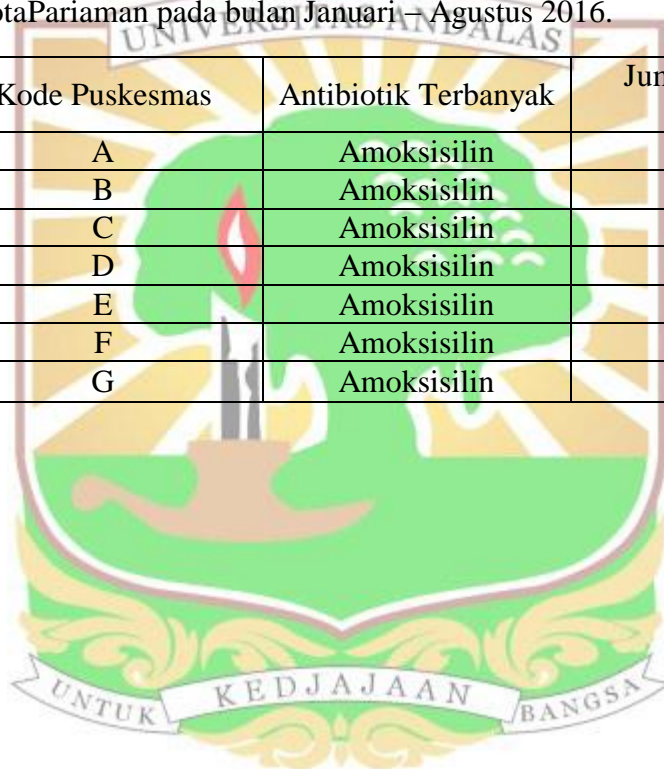 otaPariaman pada bulan Januari – Agustus 2016.
UNIVERSITAS ANDALAS
Kode Puskesmas Antibiotik Terbanyak Jum
A Amoksisilin
B Amoksisilin
C Amoksisilin
D Amoksisilin
E Amoksisilin
F Amoksisilin
G Amoksisilin
UNTUK KEDJAJAAN BANGSA